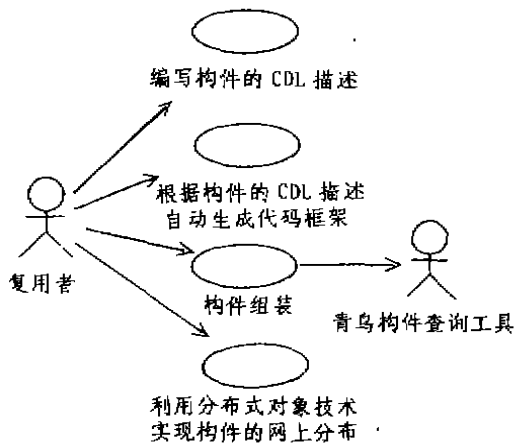 编写构件的 CDL 描述
根据构件的 CDL 描述
自动生成代码框架
复用者
构件组装
青鸟构件查询工具
利用分布式对象技术
实现构件的网上分布